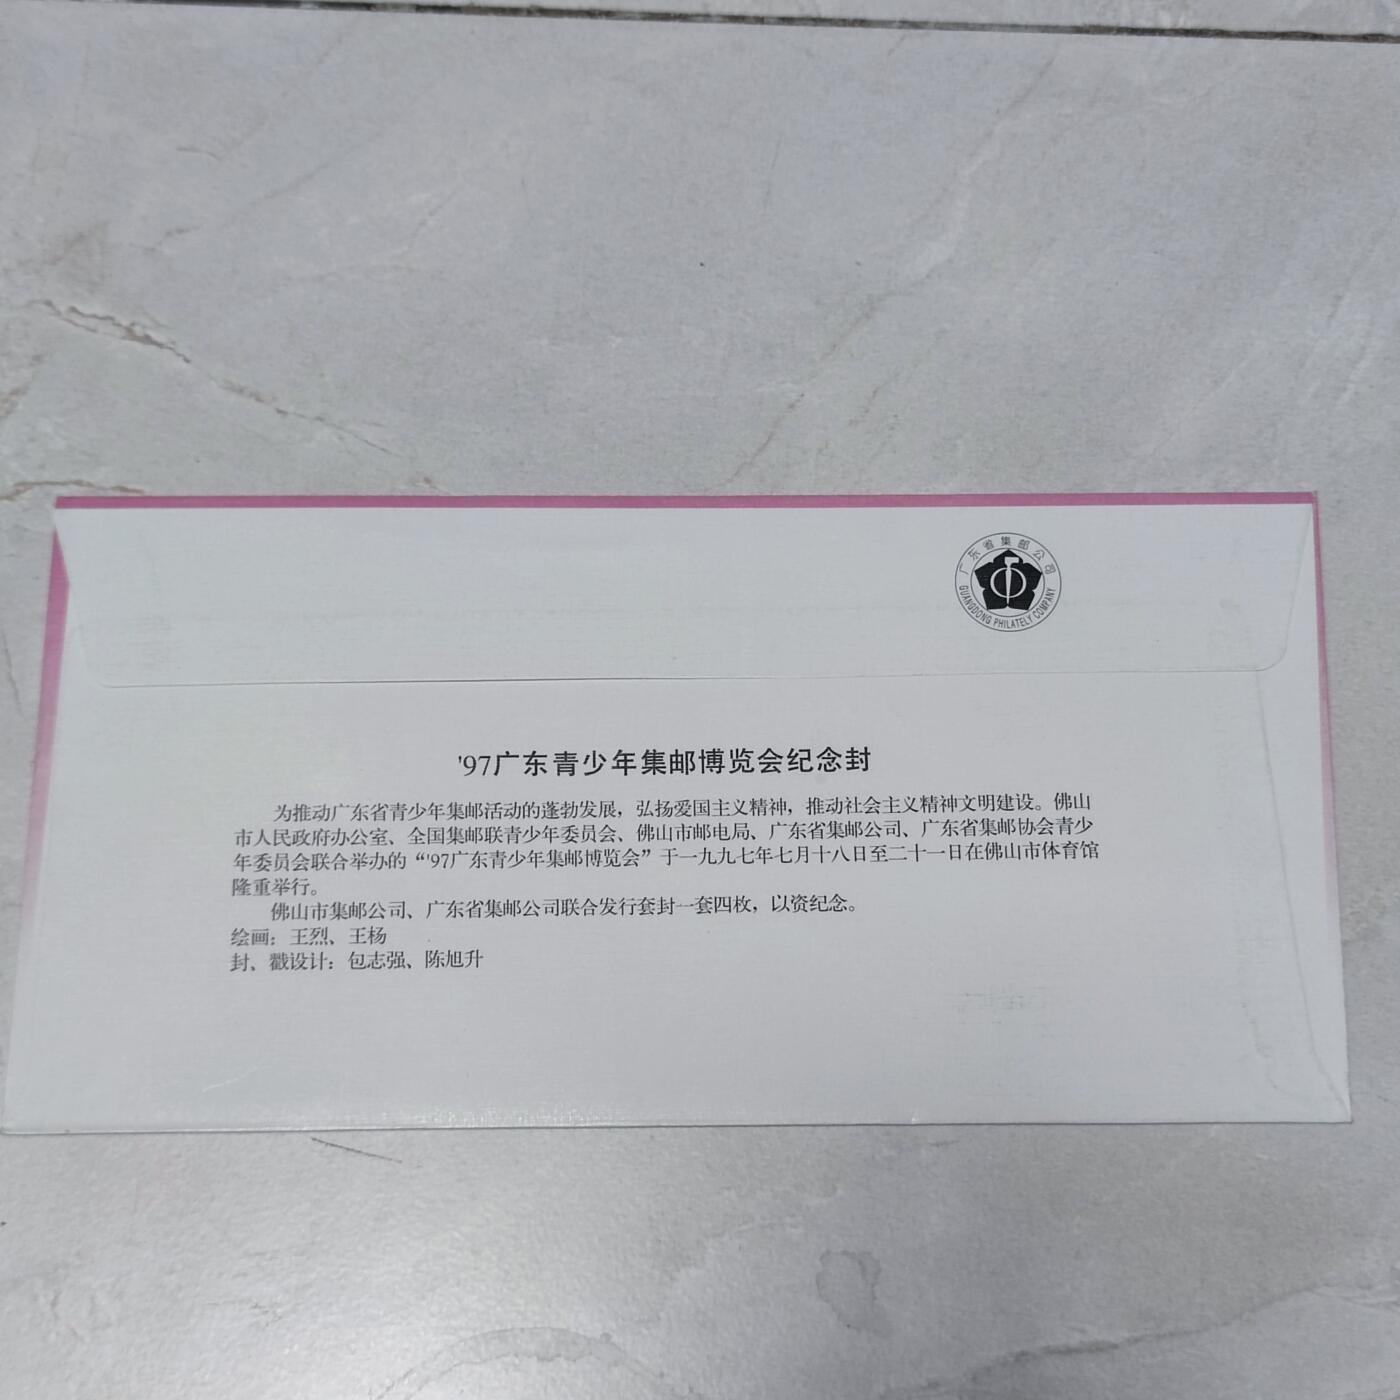 广东省集邮公司
GUANGDONG PHILATELY COMPANY
'97广东青少年集邮博览会纪念封
为推动广东省青少年集邮活动的蓬勃发展，弘扬爱国主义精神，推动社会主义精神文明建设。佛山
市人民政府办公室、全国集邮联青少年委员会、佛山市邮电局、广东省集邮公司、广东省集邮协会青少
年委员会联合举办的“'97广东青少年集邮博览会”于一九九七年七月十八日至二十一日在佛山市体育馆
隆重举行。
佛山市集邮公司、广东省集邮公司联合发行套封一套四枚，以资纪念。
绘画：王烈、王杨
封、戳设计：包志强、陈旭升